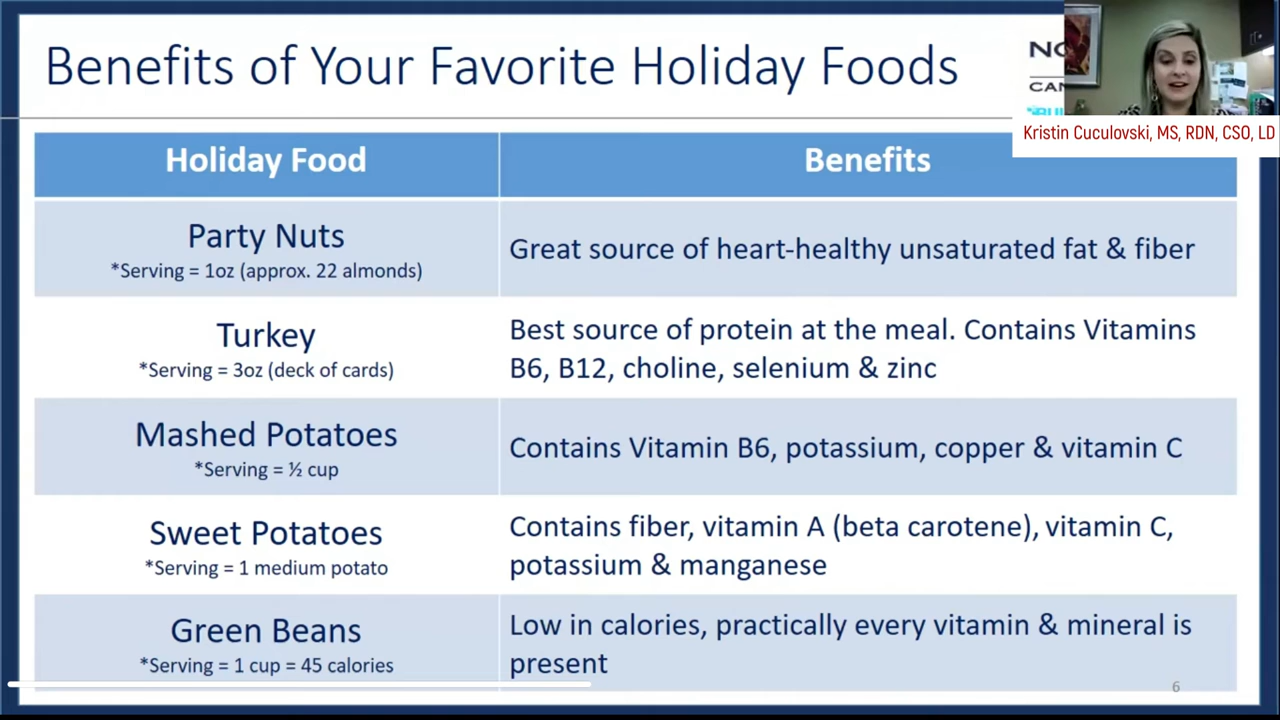 Benefits of Your Favorite Holiday Foods
Kristin Cuculovski, MS, RDN, CSO, LD
Holiday Food
Benefits
Party Nuts
*Serving = 1oz (approx. 22 almonds)
Great source of heart-healthy unsaturated fat & fiber
Turkey
*Serving = 3oz (deck of cards)
Best source of protein at the meal. Contains Vitamins
B6, B12, choline, selenium & zinc
Mashed Potatoes
*Serving = ½ cup
Contains Vitamin B6, potassium, copper & vitamin C
Sweet Potatoes
*Serving = 1 medium potato
Contains fiber, vitamin A (beta carotene), vitamin C,
potassium & manganese
Green Beans
*Serving = 1 cup = 45 calories
Low in calories, practically every vitamin & mineral is
present
6